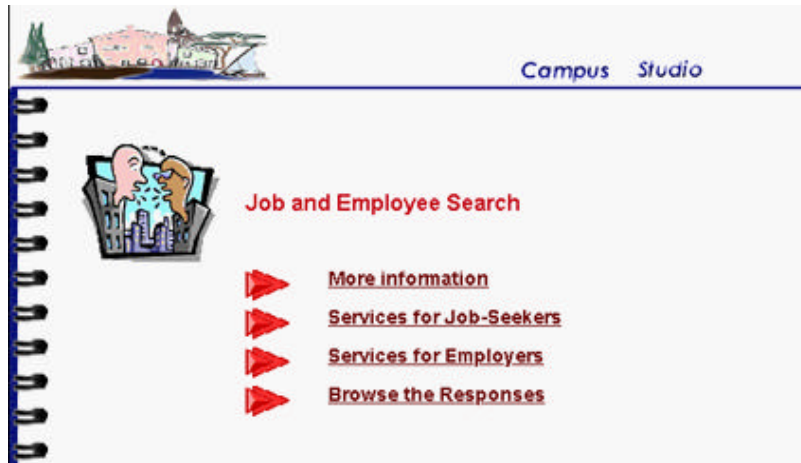 Campus Studio
Job and Employee Search
More information
Services for Job-Seekers
Services for Employers
Browse the Responses